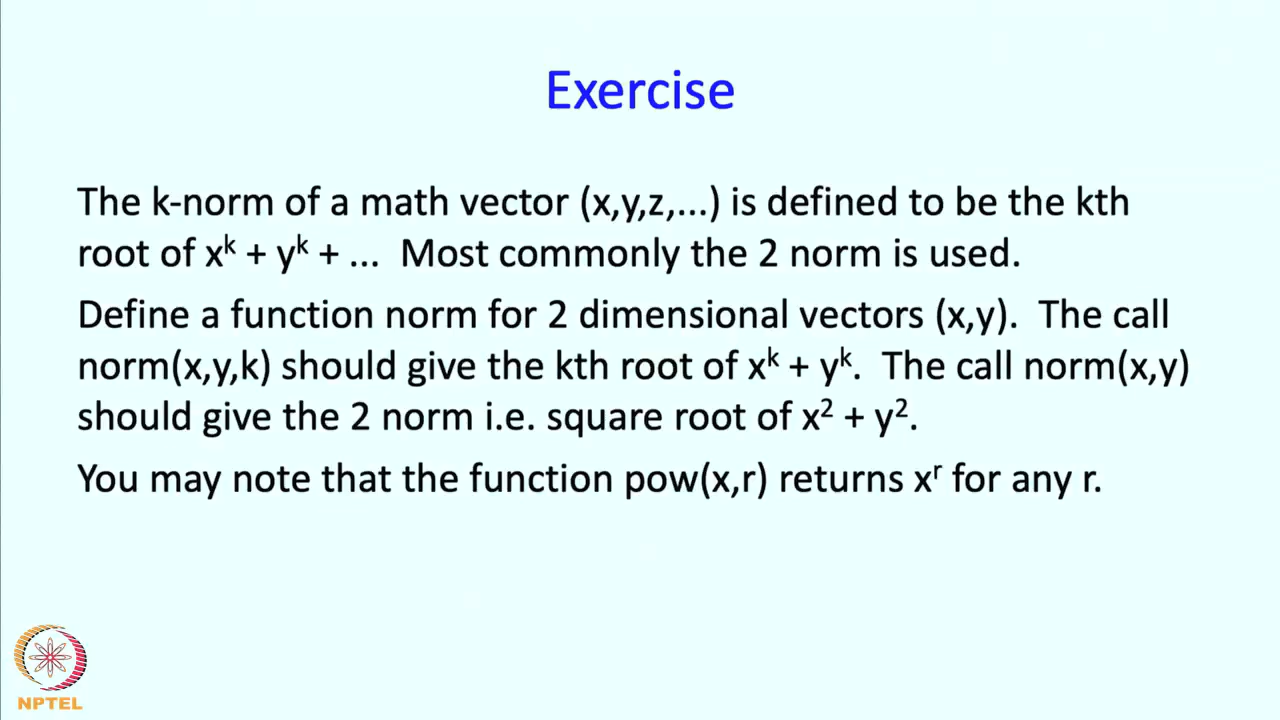 Exercise
The k-norm of a math vector (x,y,z,...) is defined to be the kth
root of xᵏ + yᵏ + ... Most commonly the 2 norm is used.
Define a function norm for 2 dimensional vectors (x,y). The call
norm(x,y,k) should give the kth root of xᵏ + yᵏ. The call norm(x,y)
should give the 2 norm i.e. square root of x² + y².
You may note that the function pow(x,r) returns xʳ for any r.
NPTEL